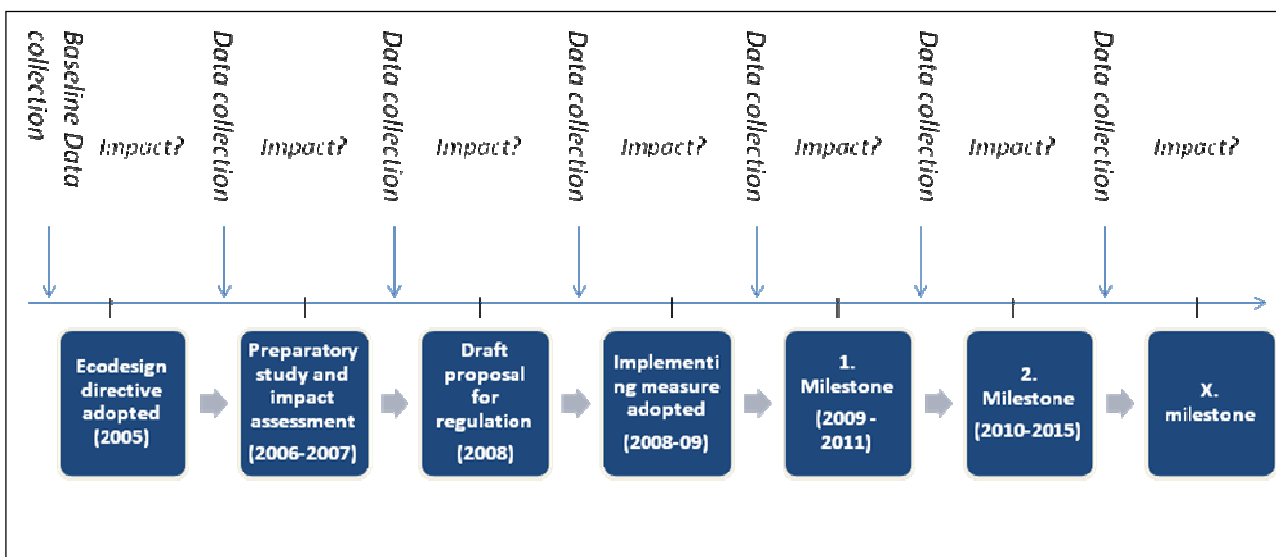 Baseline Data
collection
Impact?
Data collection
Impact?
Data collection
Impact?
Data collection
Impact?
Data collection
Impact?
Data collection
Impact?
Data collection
Impact?
Ecodesign
directive
adopted
(2005)
Preparatory
study and
impact
assessment
(2006-2007)
Draft
proposal
for
regulation
(2008)
Implementi
ng measure
adopted
(2008-09)
1.
Milestone
(2009 -
2011)
2.
Milestone
(2010-2015)
X.
milestone